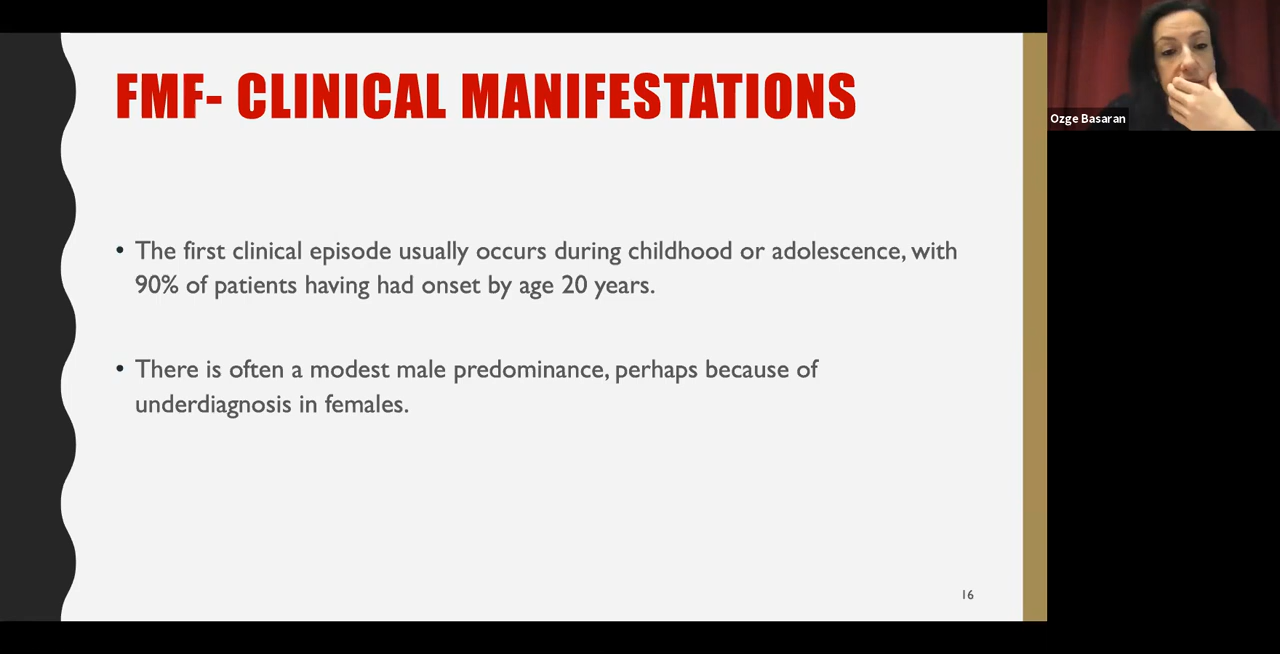 FMF- CLINICAL MANIFESTATIONS
• The first clinical episode usually occurs during childhood or adolescence, with
90% of patients having had onset by age 20 years.
• There is often a modest male predominance, perhaps because of
underdiagnosis in females.
16
Ozge Basaran